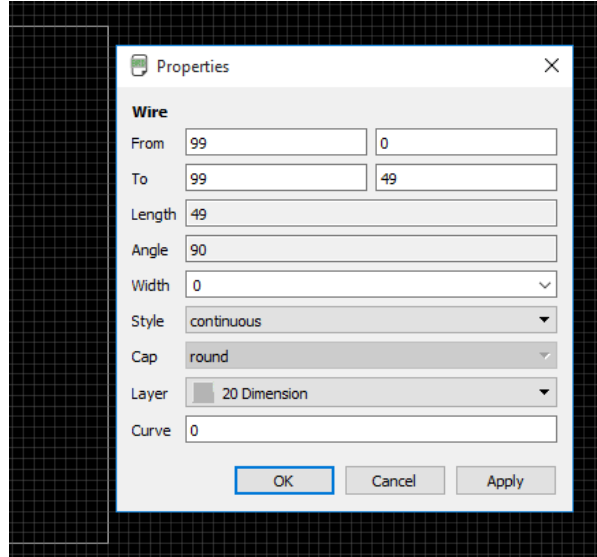 Properties
Wire
From 99 0
To 99 49
Length 49
Angle 90
Width 0
Style continuous
Cap round
Layer 20 Dimension
Curve 0
OK Cancel Apply